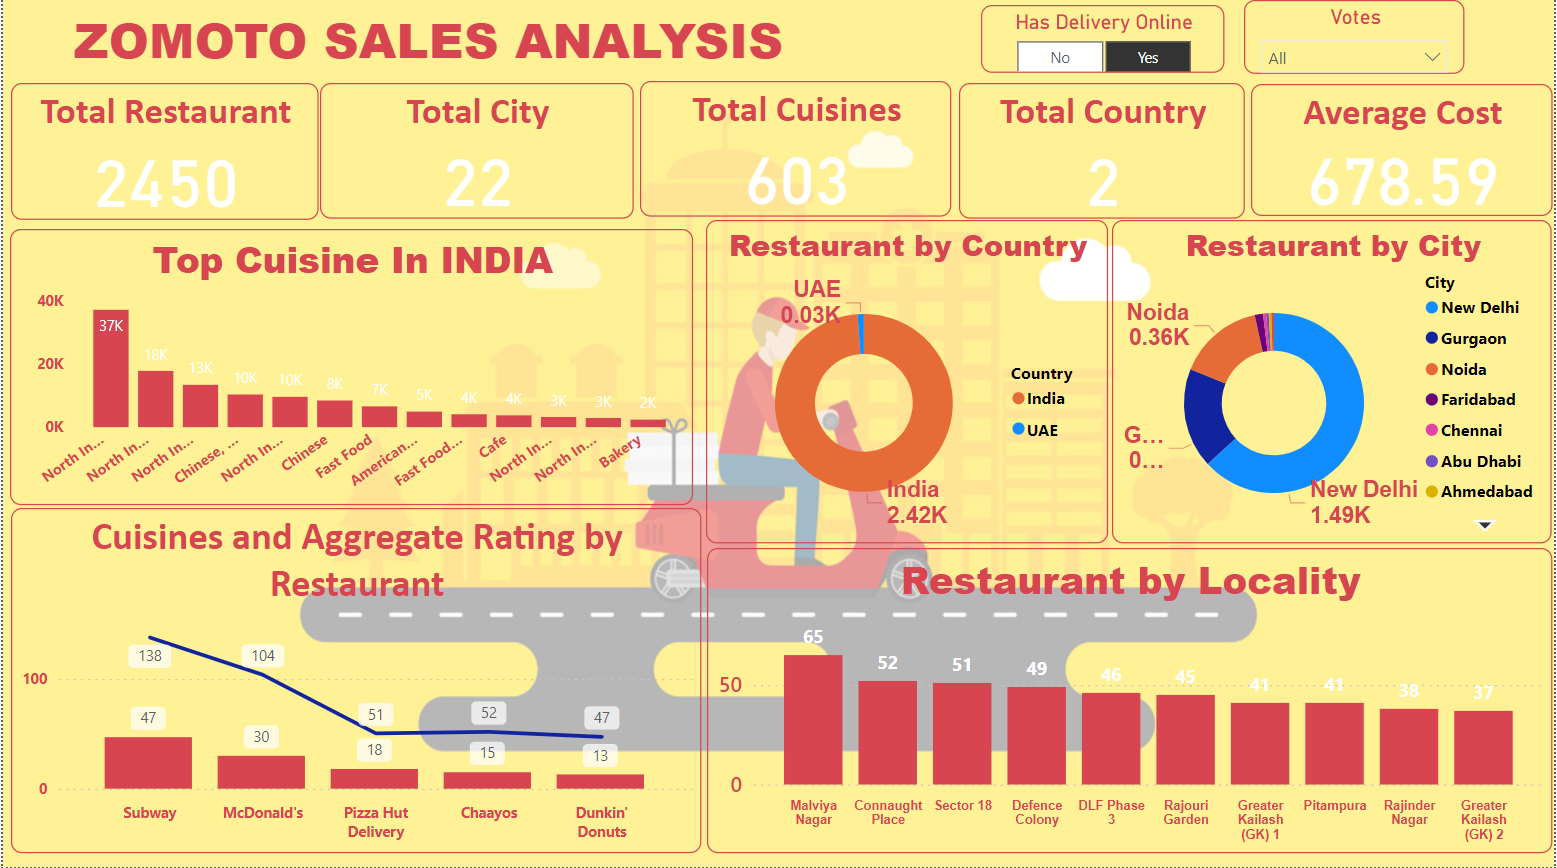 ZOMOTO SALES ANALYSIS
Has Delivery Online
No
Yes
Votes
All
Total Restaurant
2450
Total City
22
Total Cuisines
603
Total Country
2
Average Cost
678.59
Top Cuisine In INDIA
40K
20K
0K
37K
18K
13K
10K
10K
8K
7K
5K
4K
4K
3K
3K
2K
North In...
North In...
North In...
Chinese, ...
North In...
Chinese
Fast Food
American...
Fast Food...
Cafe
North In...
North In...
Bakery
Restaurant by Country
UAE
0.03K
India
2.42K
Country
India
UAE
Restaurant by City
Noida
0.36K
G...
0...
New Delhi
1.49K
City
New Delhi
Gurgaon
Noida
Faridabad
Chennai
Abu Dhabi
Ahmedabad
Cuisines and Aggregate Rating by
Restaurant
100
0
138
104
51
52
47
47
30
18
15
13
Subway
McDonald's
Pizza Hut
Delivery
Chaayos
Dunkin'
Donuts
Restaurant by Locality
50
0
65
52
51
49
46
45
41
41
38
37
Malviya
Nagar
Connaught
Place
Sector 18
Defence
Colony
DLF Phase
3
Rajouri
Garden
Greater
Kailash
(GK) 1
Pitampura
Rajinder
Nagar
Greater
Kailash
(GK) 2